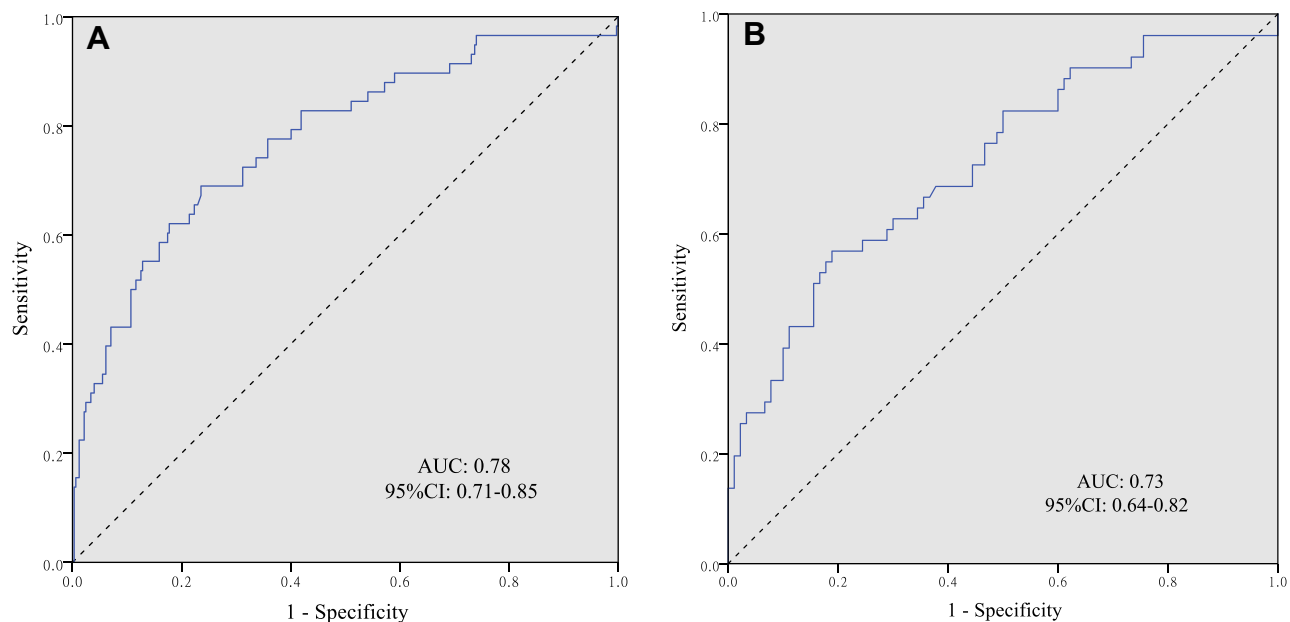 A
1.0
0.8
0.6
0.4
0.2
0.0
Sensitivity
AUC: 0.78
95%CI: 0.71-0.85
0.0 0.2 0.4 0.6 0.8 1.0
1 - Specificity
B
1.0
0.8
0.6
0.4
0.2
0.0
Sensitivity
AUC: 0.73
95%CI: 0.64-0.82
0.0 0.2 0.4 0.6 0.8 1.0
1 - Specificity